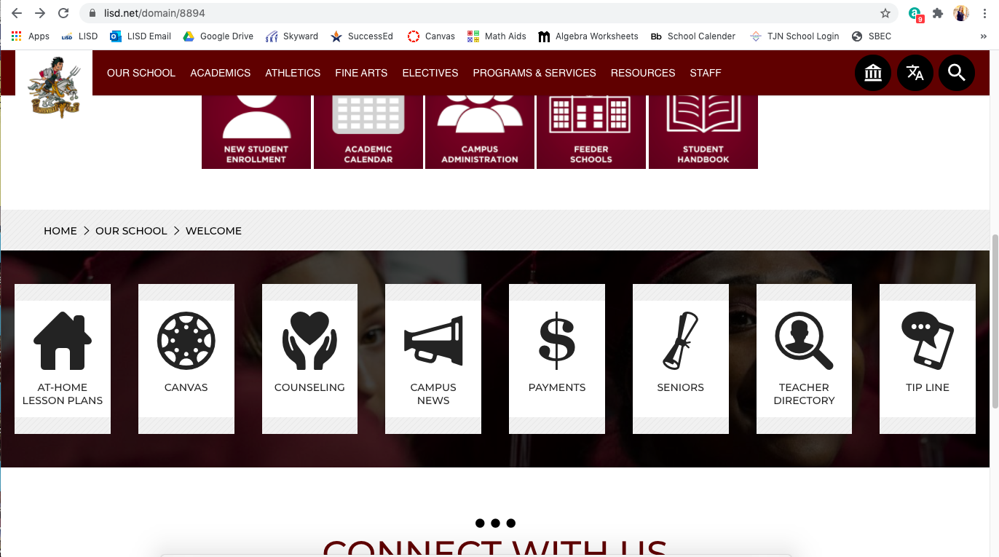 lisd.net/domain/8894
9
Apps LISD LISD Email Google Drive Skyward SuccessEd Canvas Math Aids Algebra Worksheets Bb School Calender TJN School Login SBEC »
OUR SCHOOL ACADEMICS ATHLETICS FINE ARTS ELECTIVES PROGRAMS & SERVICES RESOURCES STAFF
NEW STUDENT
ENROLLMENT
ACADEMIC
CALENDAR
CAMPUS
ADMINISTRATION
FEEDER
SCHOOLS
STUDENT
HANDBOOK
HOME > OUR SCHOOL > WELCOME
AT-HOME
LESSON PLANS
CANVAS
COUNSELING
CAMPUS
NEWS
PAYMENTS
SENIORS
TEACHER
DIRECTORY
TIP LINE
CONNECT WITH US